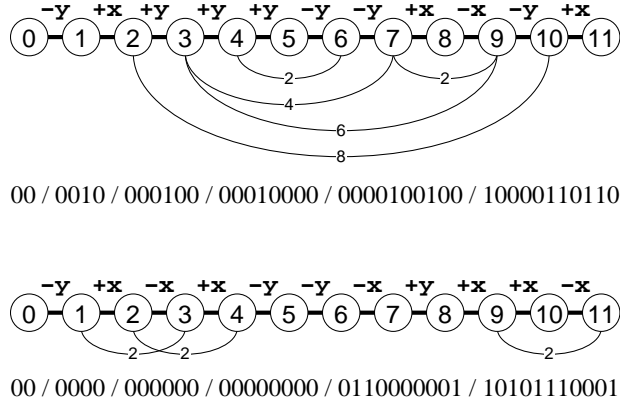 -y +x +y +y +y -y -y +x -x -y +x
0 1 2 3 4 5 6 7 8 9 10 11
2 2
4
6
8
00 / 0010 / 000100 / 00010000 / 0000100100 / 10000110110
-y +x -x +x -y -y -x +y +x +x -x
0 1 2 3 4 5 6 7 8 9 10 11
2 2 2
00 / 0000 / 000000 / 00000000 / 0110000001 / 10101110001